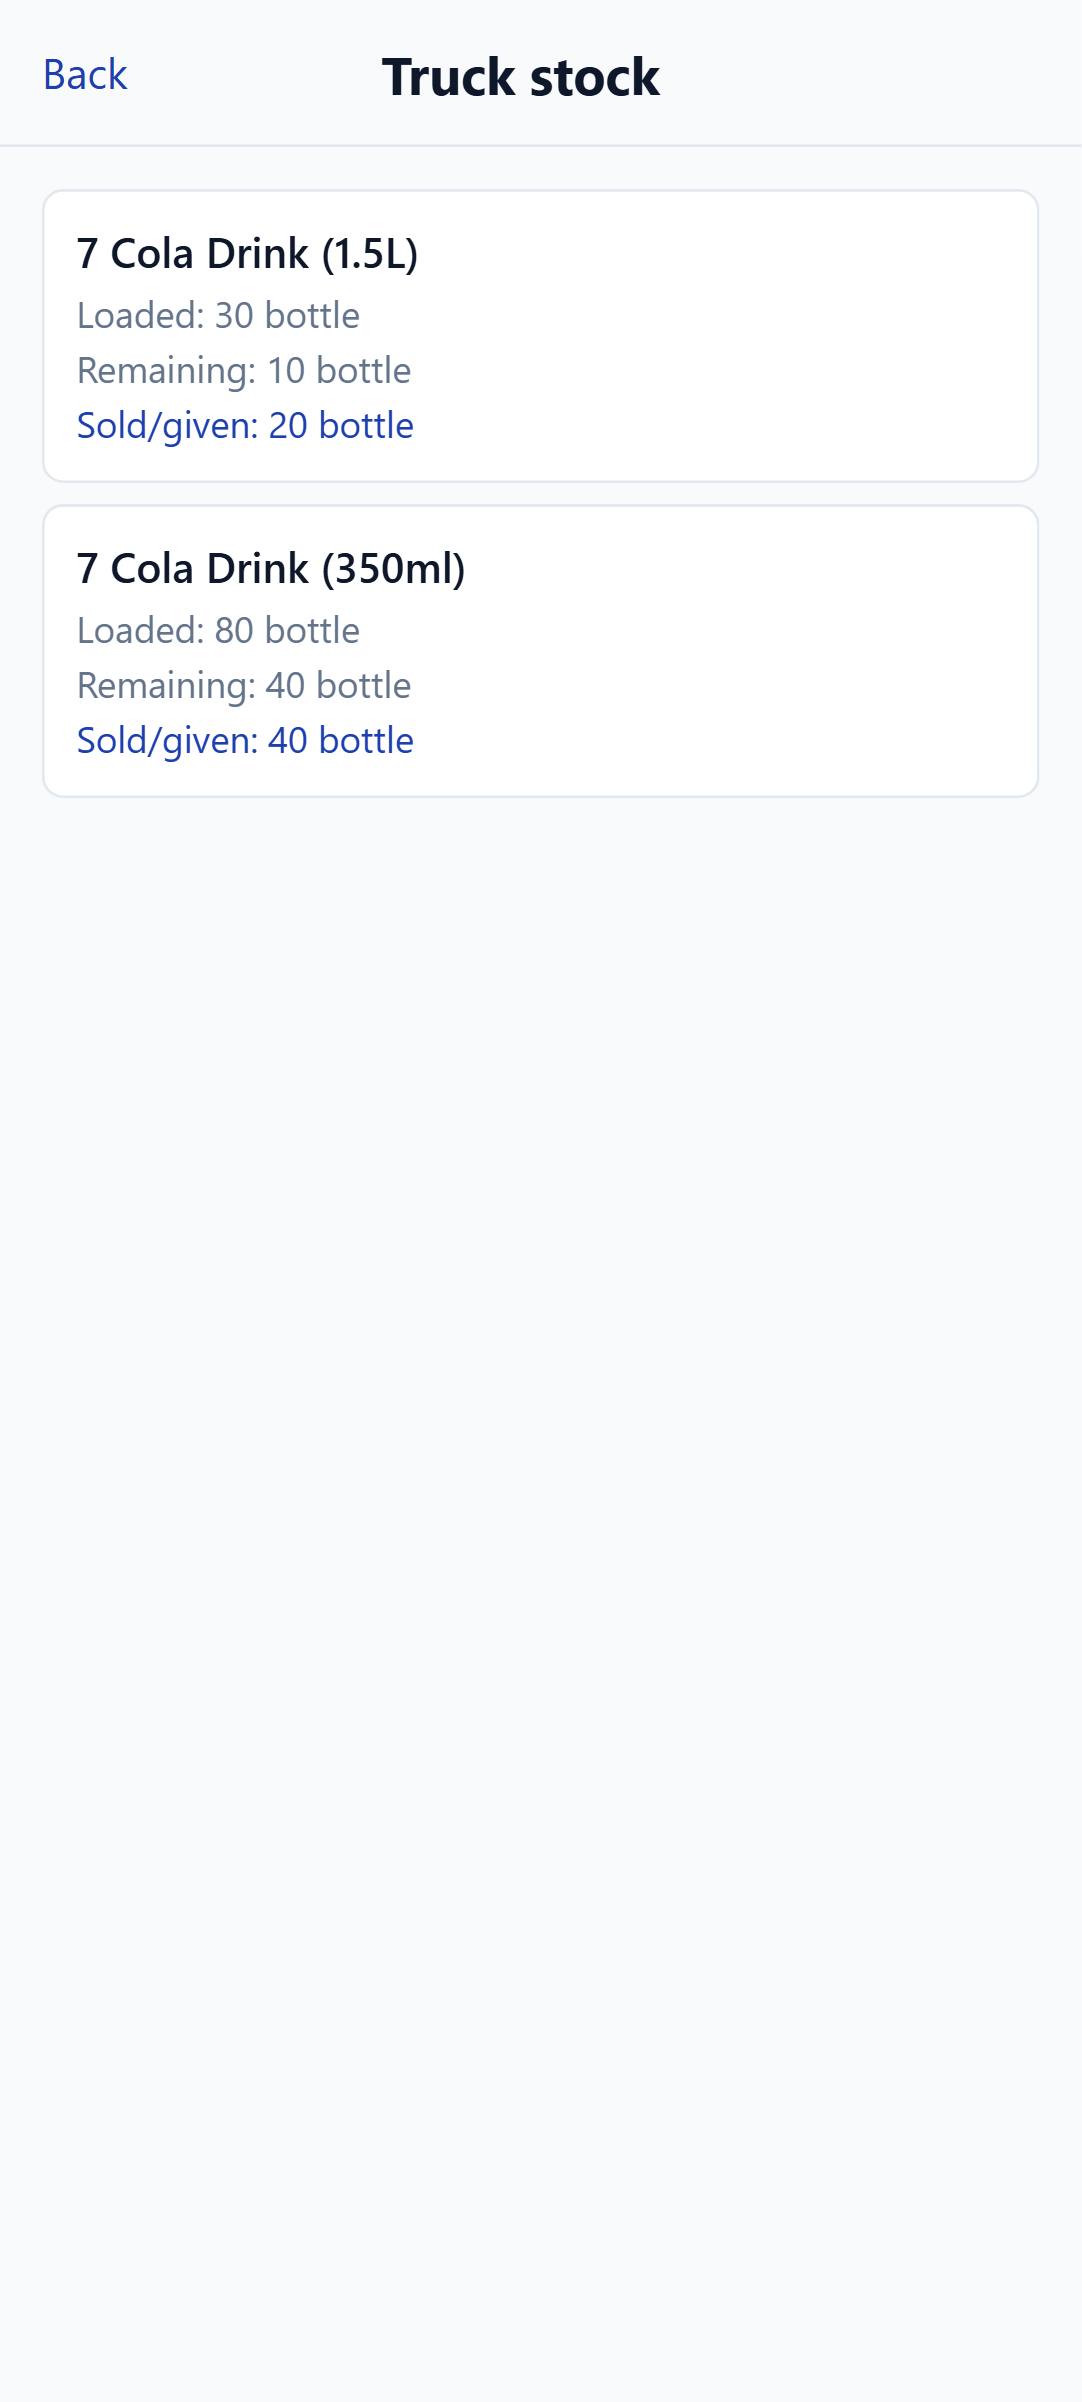 Back
Truck stock
7 Cola Drink (1.5L)
Loaded: 30 bottle
Remaining: 10 bottle
Sold/given: 20 bottle
7 Cola Drink (350ml)
Loaded: 80 bottle
Remaining: 40 bottle
Sold/given: 40 bottle